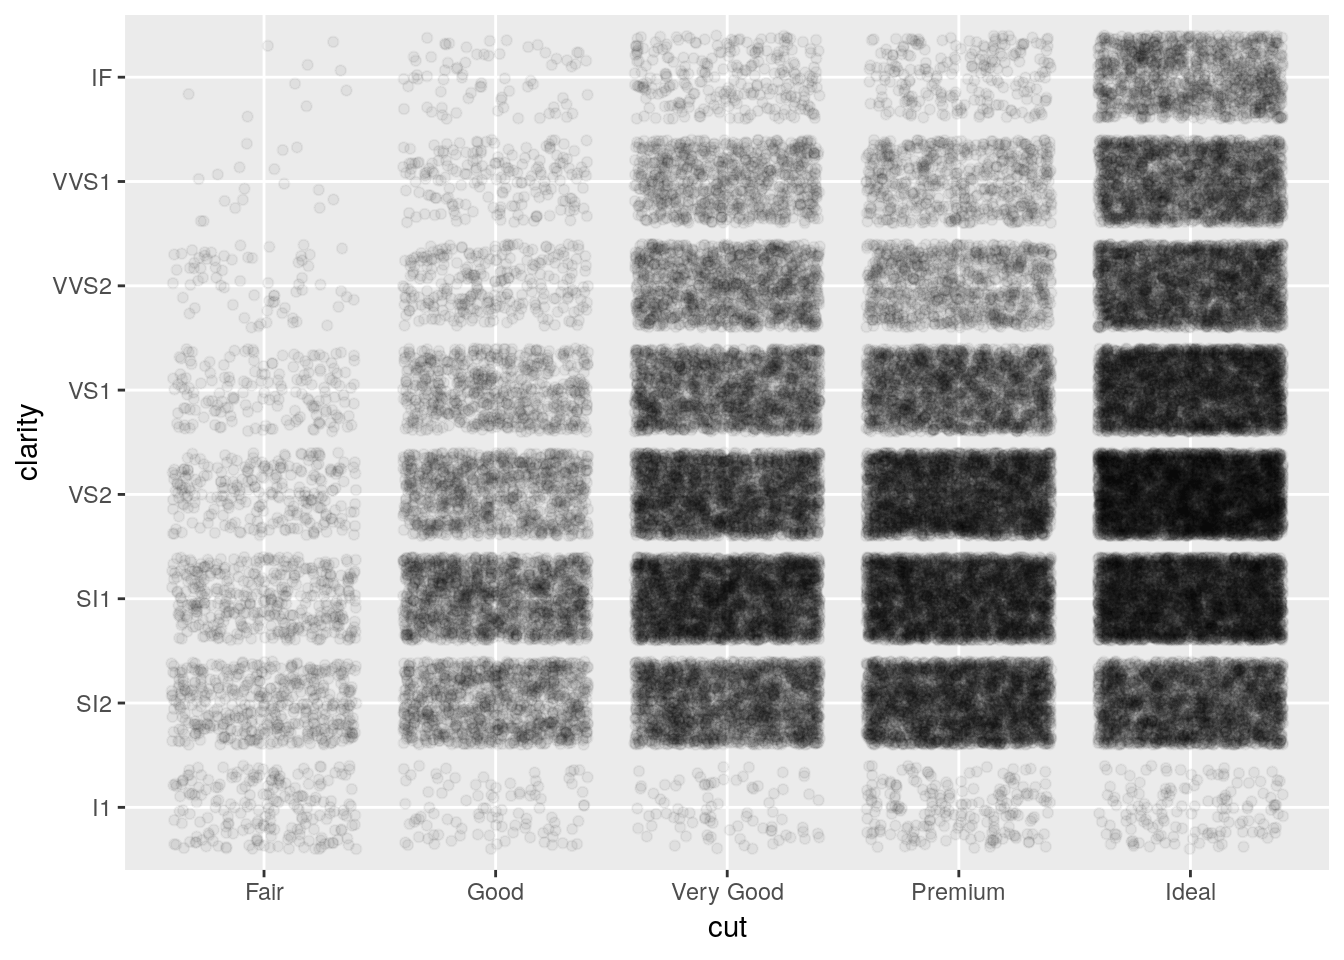 IF
VVS1
VVS2
VS1
VS2
SI1
SI2
I1
clarity
Fair Good Very Good Premium Ideal
cut